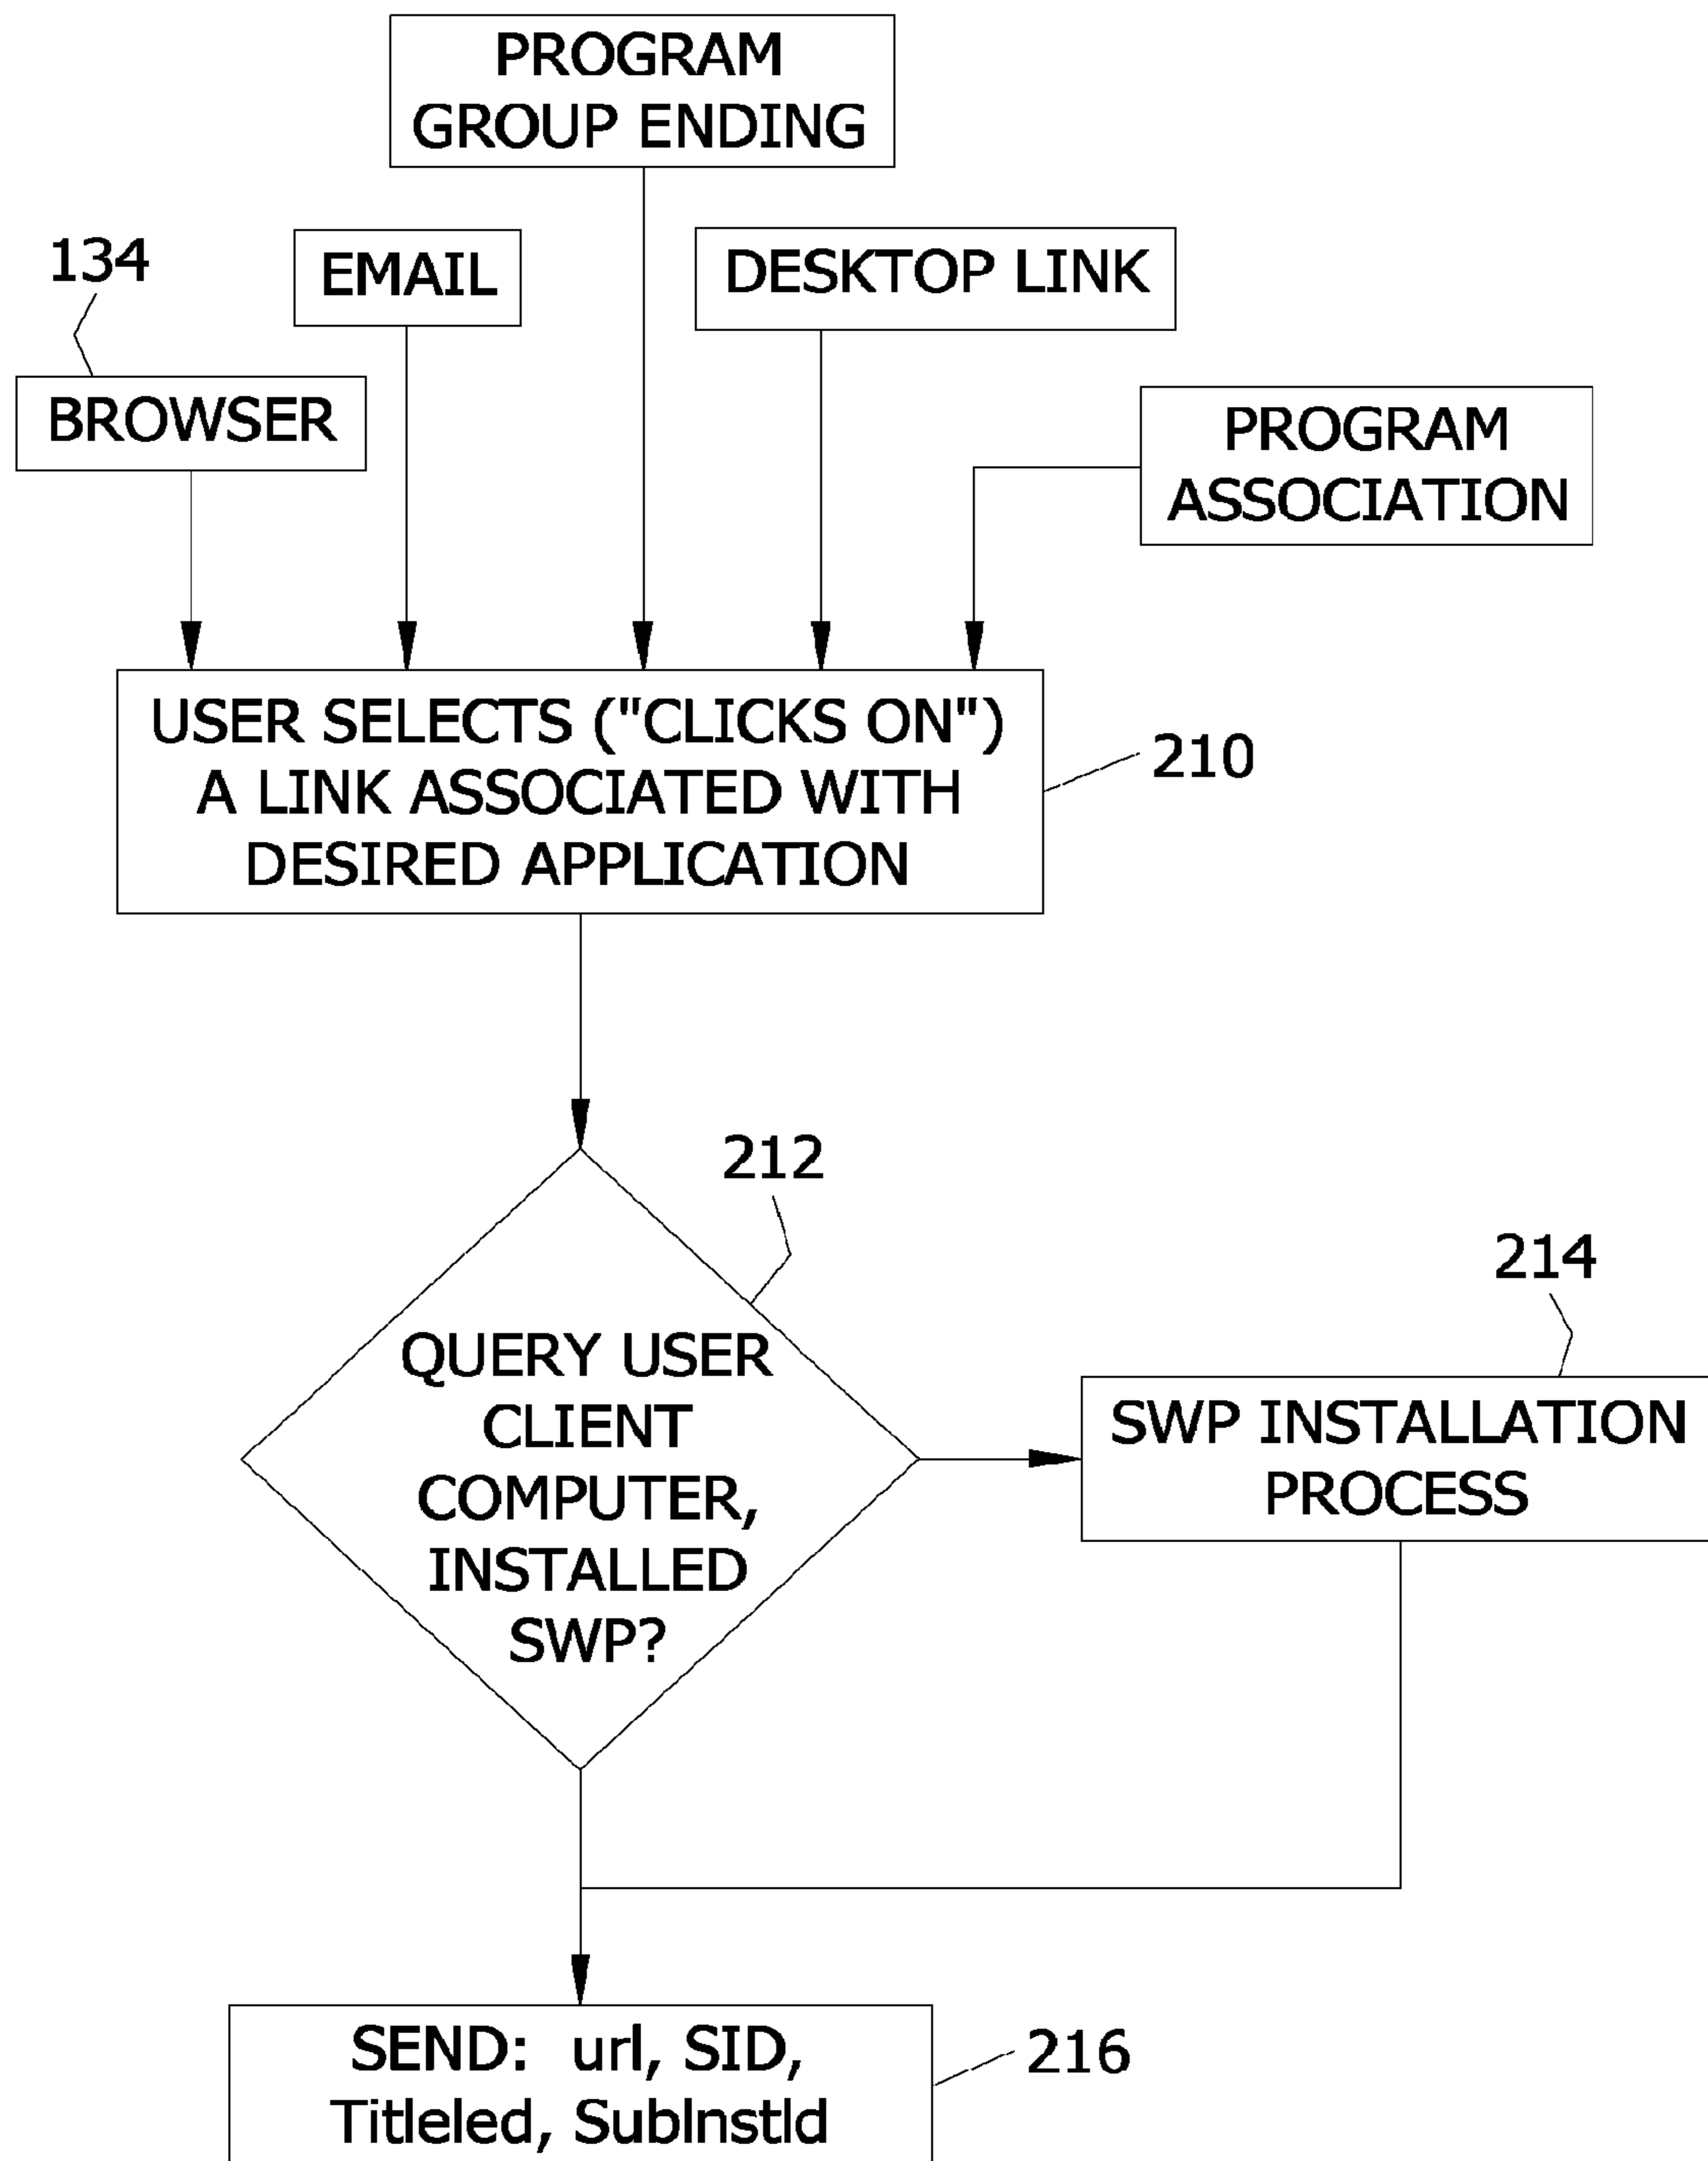 PROGRAM
GROUP ENDING
134
EMAIL
DESKTOP LINK
BROWSER
PROGRAM
ASSOCIATION
USER SELECTS ("CLICKS ON")
A LINK ASSOCIATED WITH
DESIRED APPLICATION
210
212
QUERY USER
CLIENT
COMPUTER,
INSTALLED
SWP?
214
SWP INSTALLATION
PROCESS
SEND: url, SID,
Titleled, SubInstId
216